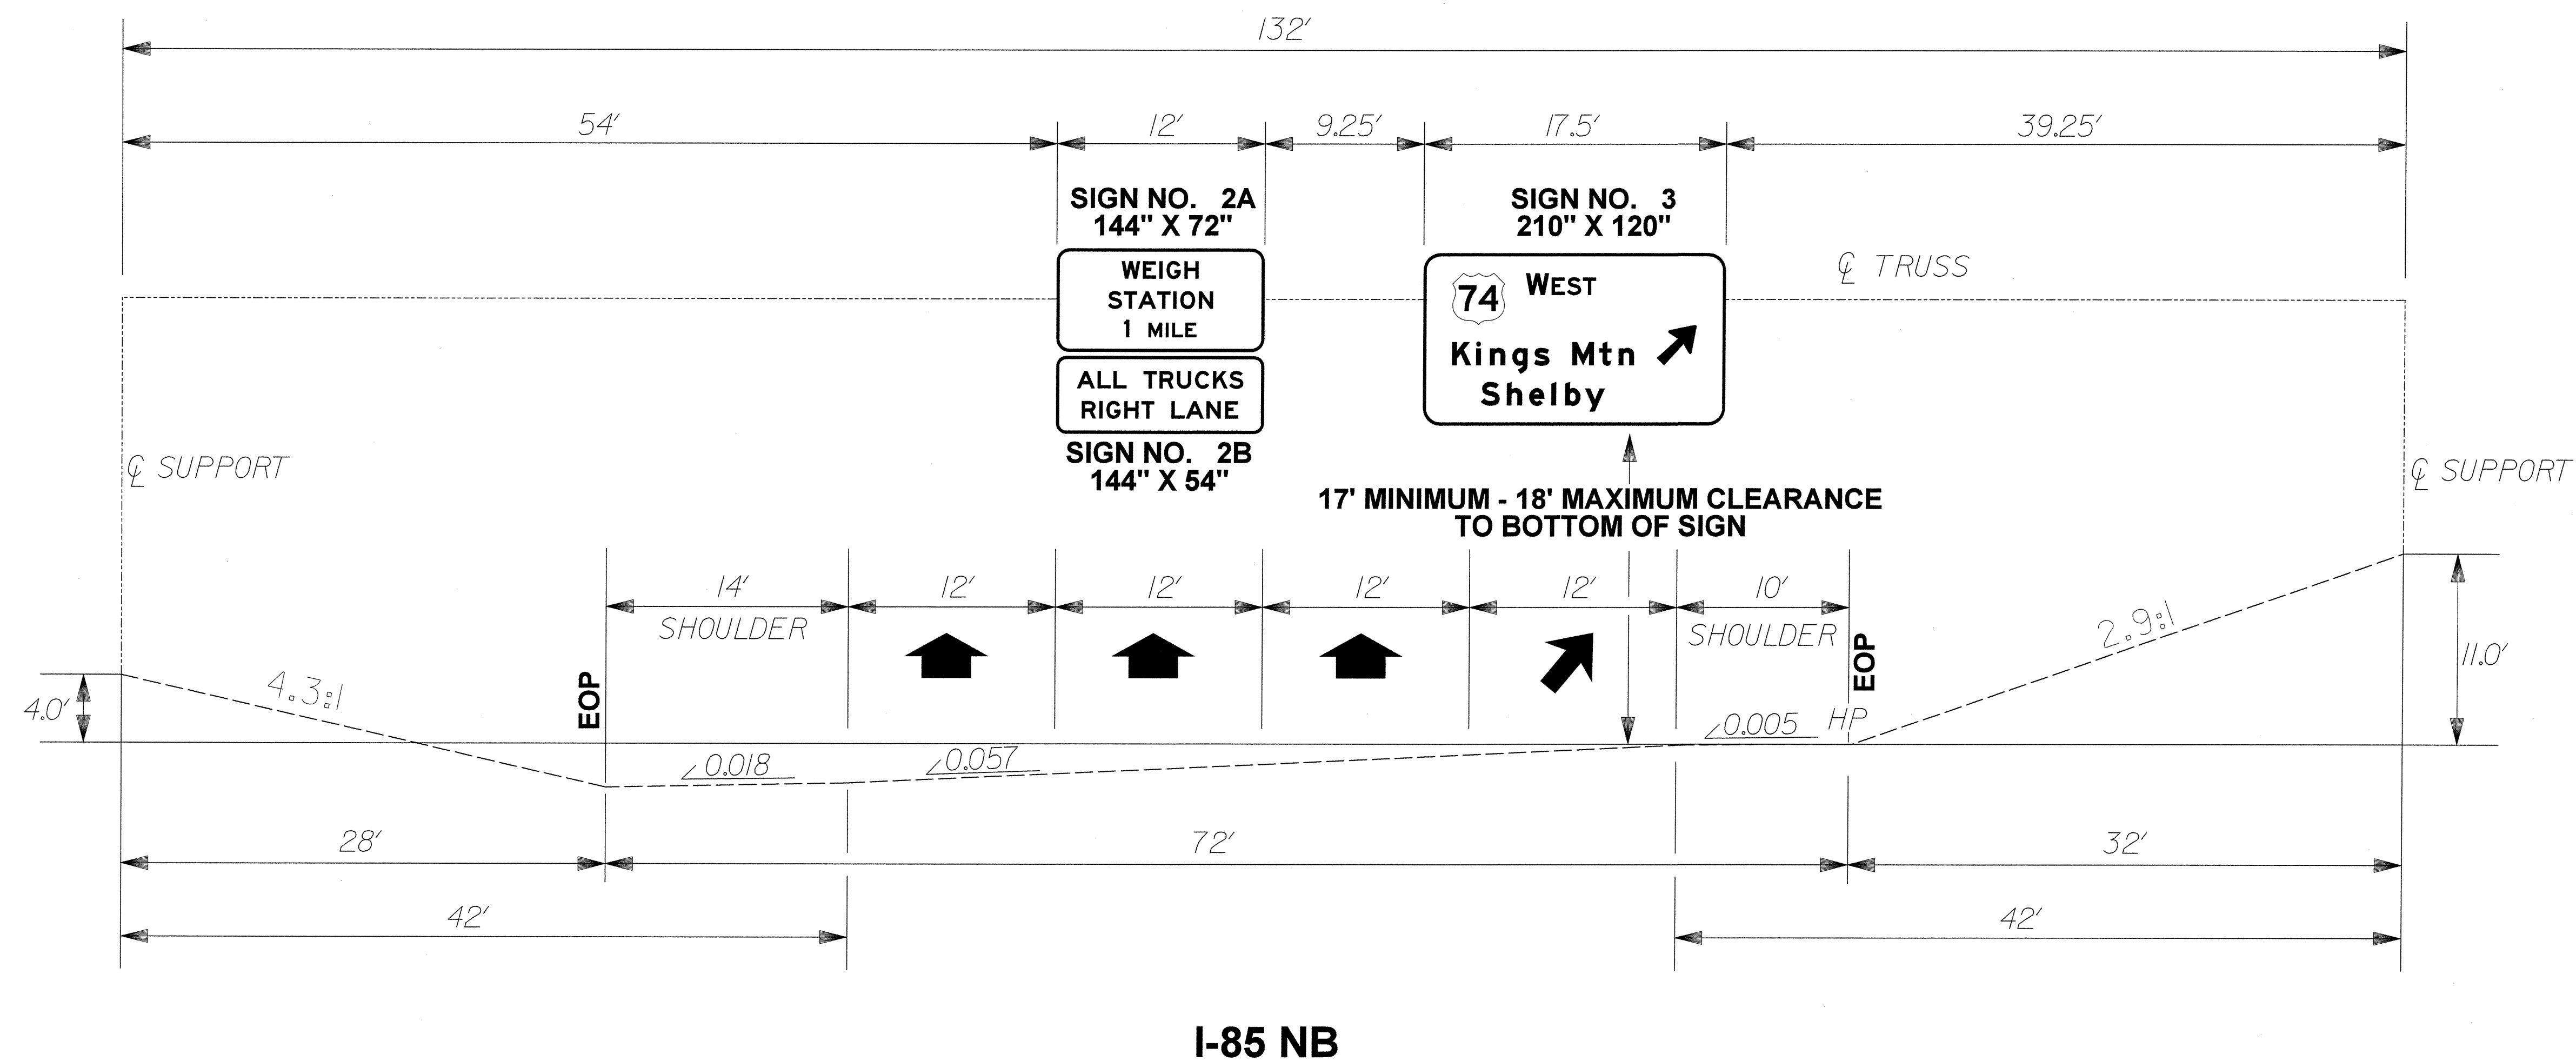 132'
54'
12'
9.25'
17.5'
39.25'
SIGN NO. 2A
144" X 72"
SIGN NO. 3
210" X 120"
WEIGH
STATION
1 MILE
ALL TRUCKS
RIGHT LANE
SIGN NO. 2B
144" X 54"
74 WEST
Kings Mtn
Shelby
℄ TRUSS
℄ SUPPORT
℄ SUPPORT
17' MINIMUM - 18' MAXIMUM CLEARANCE
TO BOTTOM OF SIGN
14'
SHOULDER
12'
12'
12'
12'
10'
SHOULDER
4.0'
4.3:1
EOP
EOP
2.9:1
11.0'
∠0.018
∠0.057
∠0.005
HP
28'
72'
32'
42'
42'
I-85 NB